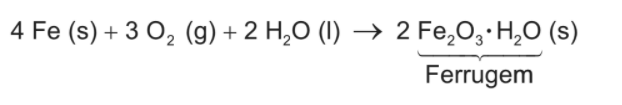 4 Fe (s) + 3 O₂ (g) + 2 H₂O (l) → 2 Fe₂O₃·H₂O (s)
Ferrugem